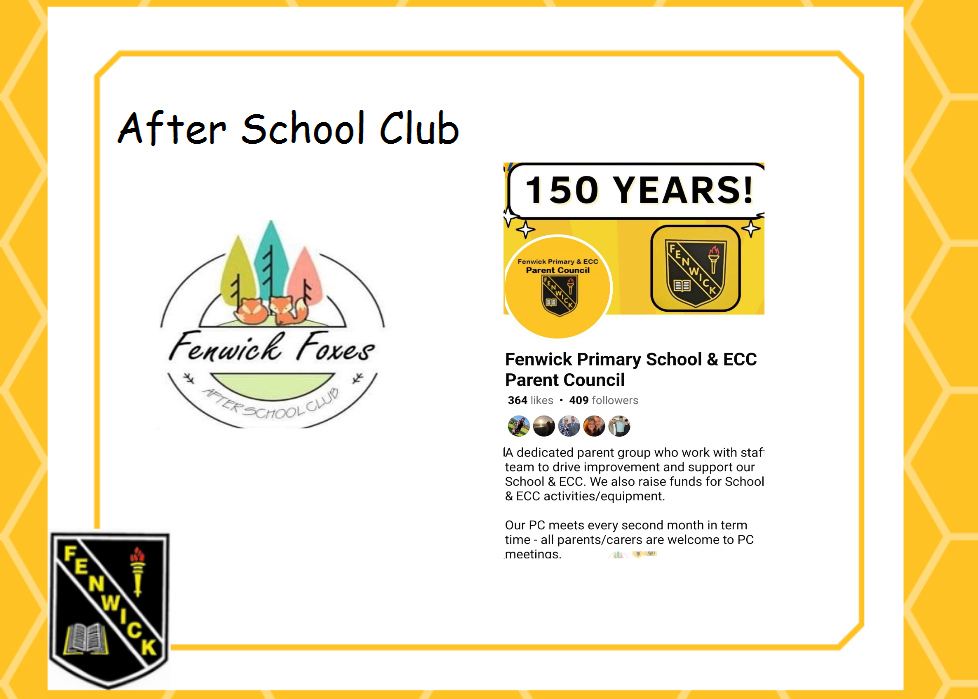 After School Club
Fenwick Foxes
AFTER SCHOOL CLUB
150 YEARS!
Fenwick Primary & ECC
Parent Council
FENWICK
FENWICK
Fenwick Primary School & ECC
Parent Council
364 likes • 409 followers
A dedicated parent group who work with staf
team to drive improvement and support our
School & ECC. We also raise funds for School
& ECC activities/equipment.
Our PC meets every second month in term
time - all parents/carers are welcome to PC
meetings.
FENWICK